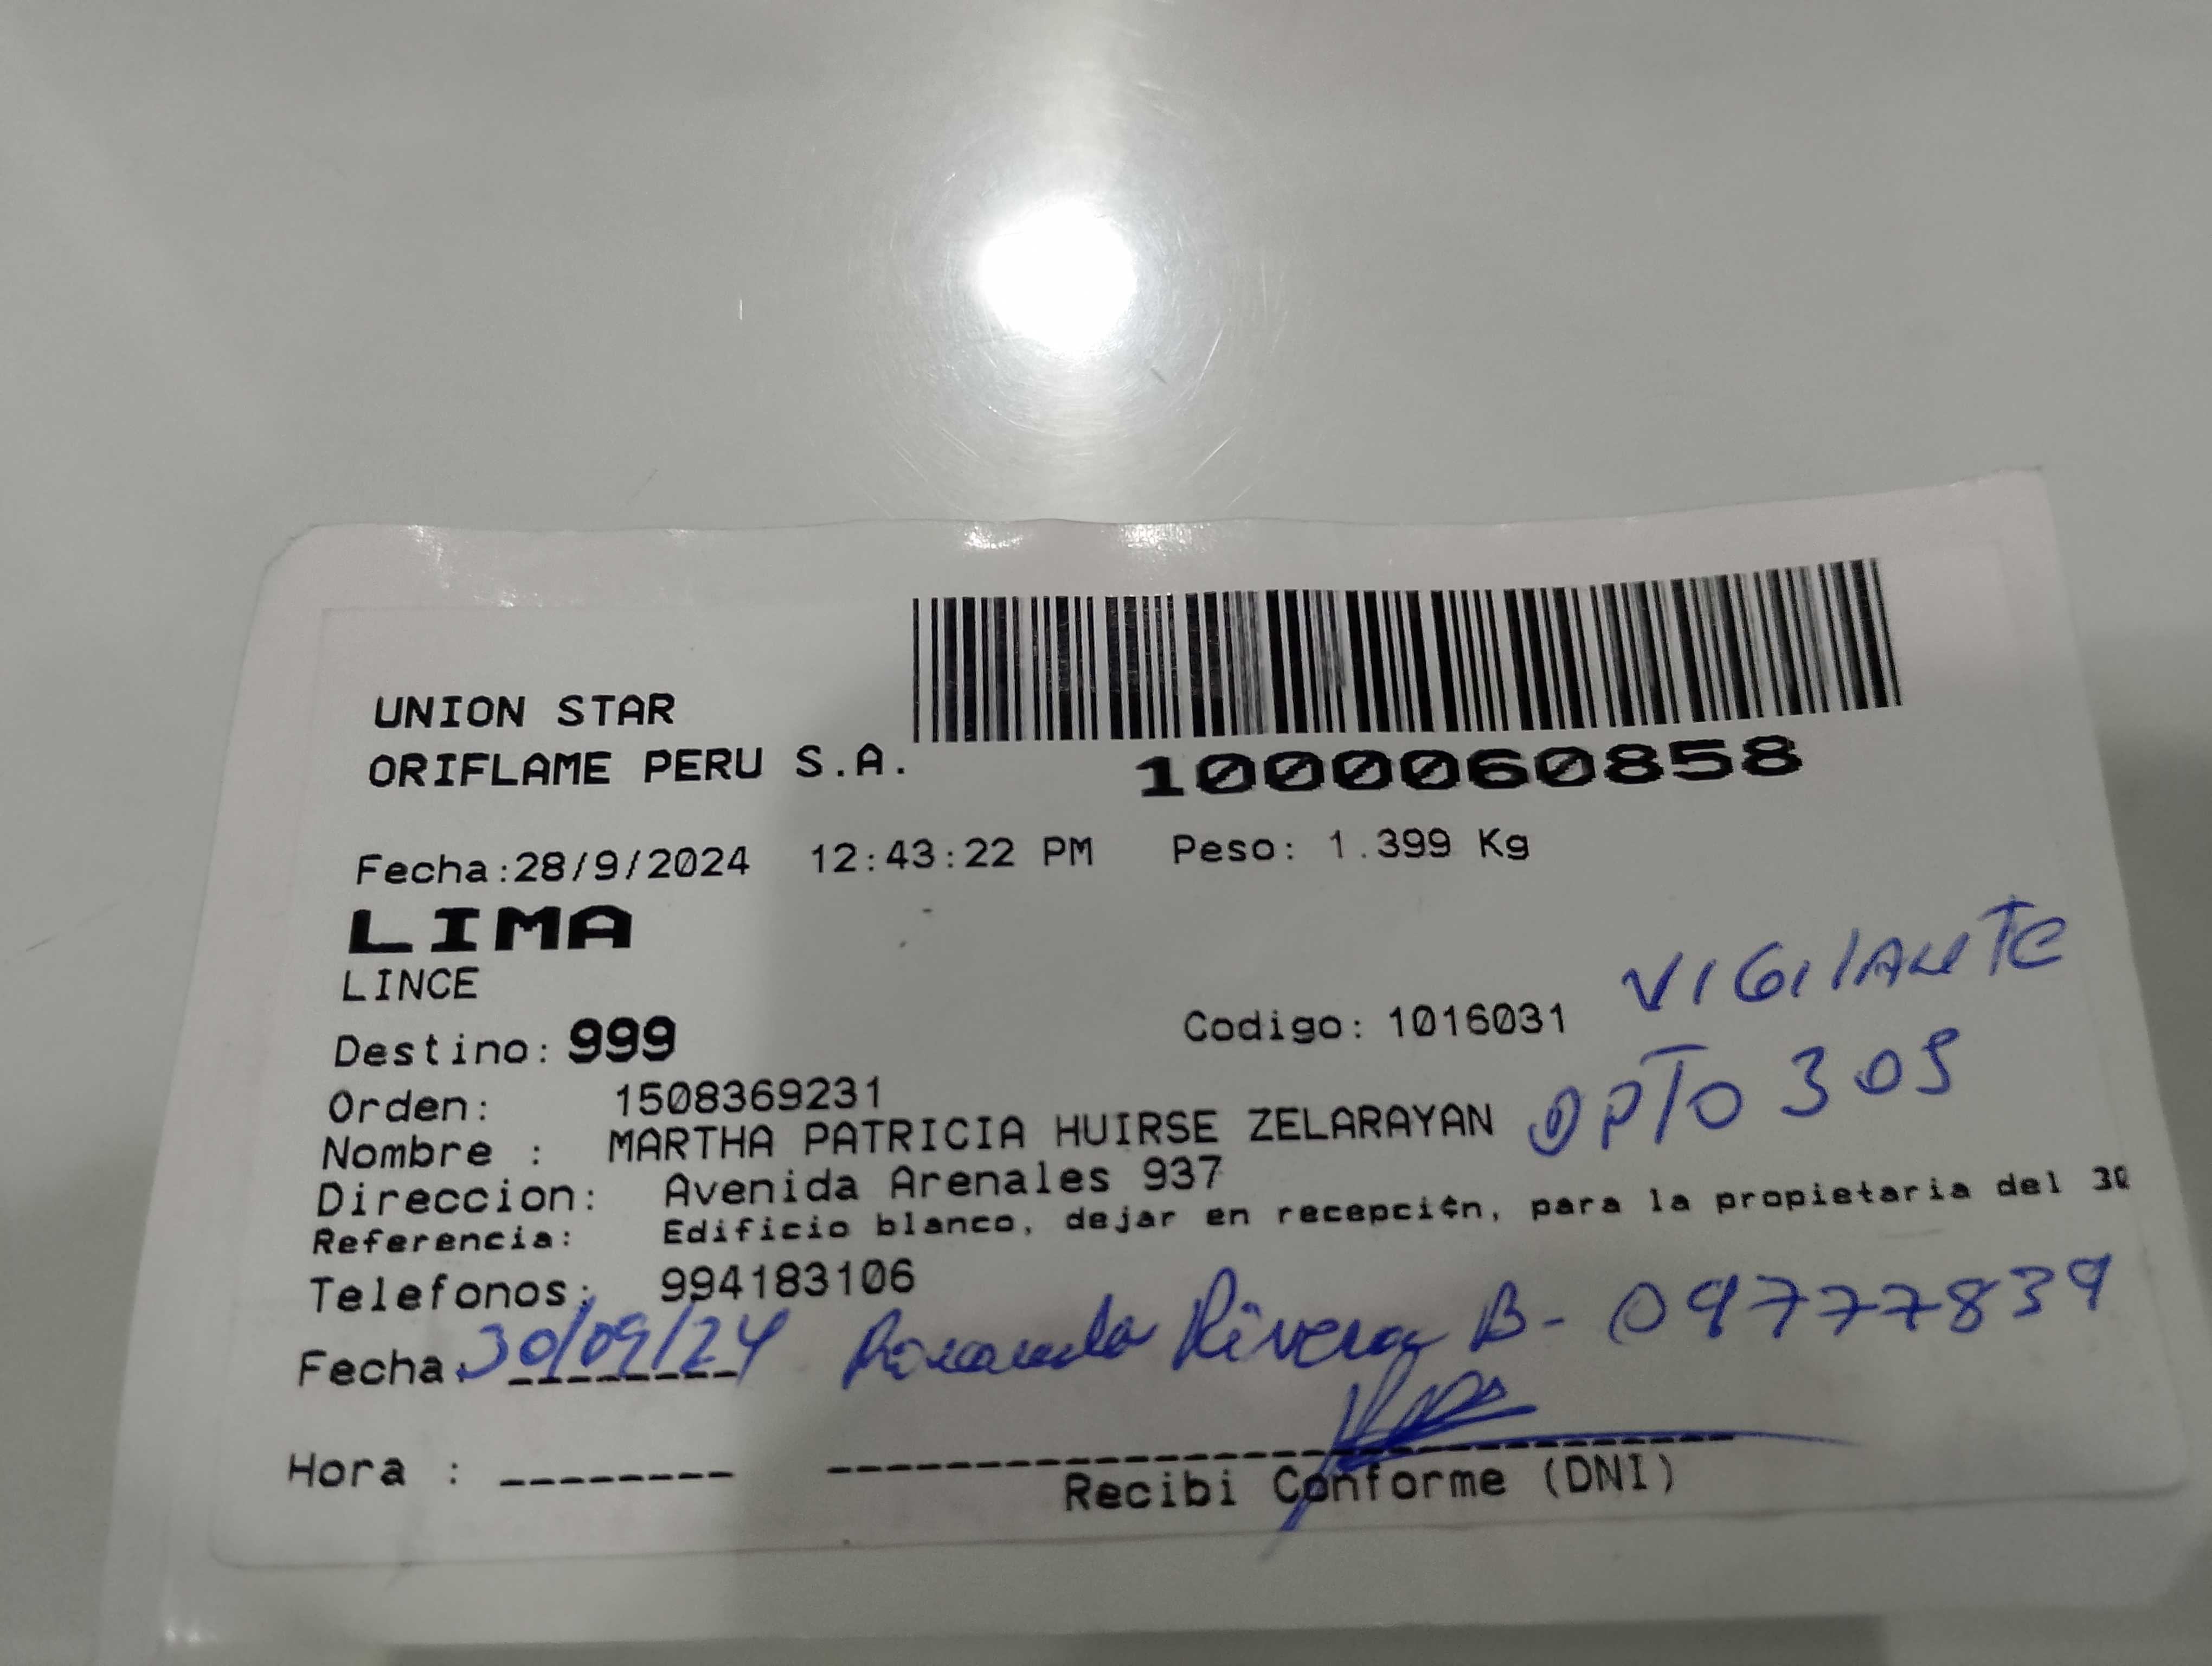 UNION STAR
ORIFLAME PERU S.A.
1000060858
Fecha:28/9/2024 12:43:22 PM Peso: 1.399 Kg
LIMA
LINCE
VIGILANTE
Destino: 999 Codigo: 1016031
Orden: 1508369231
DPTO 305
Nombre : MARTHA PATRICIA HUIRSE ZELARAYAN
Direccion: Avenida Arenales 937
Referencia: Edificio blanco, dejar en recepci¢n, para la propietaria del 30
Telefonos: 994183106
Fecha: 30/09/24 Rivera B- 09777839
Hora : --------
Recibi Conforme (DNI)